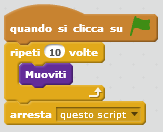 quando si clicca su
ripeti 10 volte
Muoviti
arresta questo script